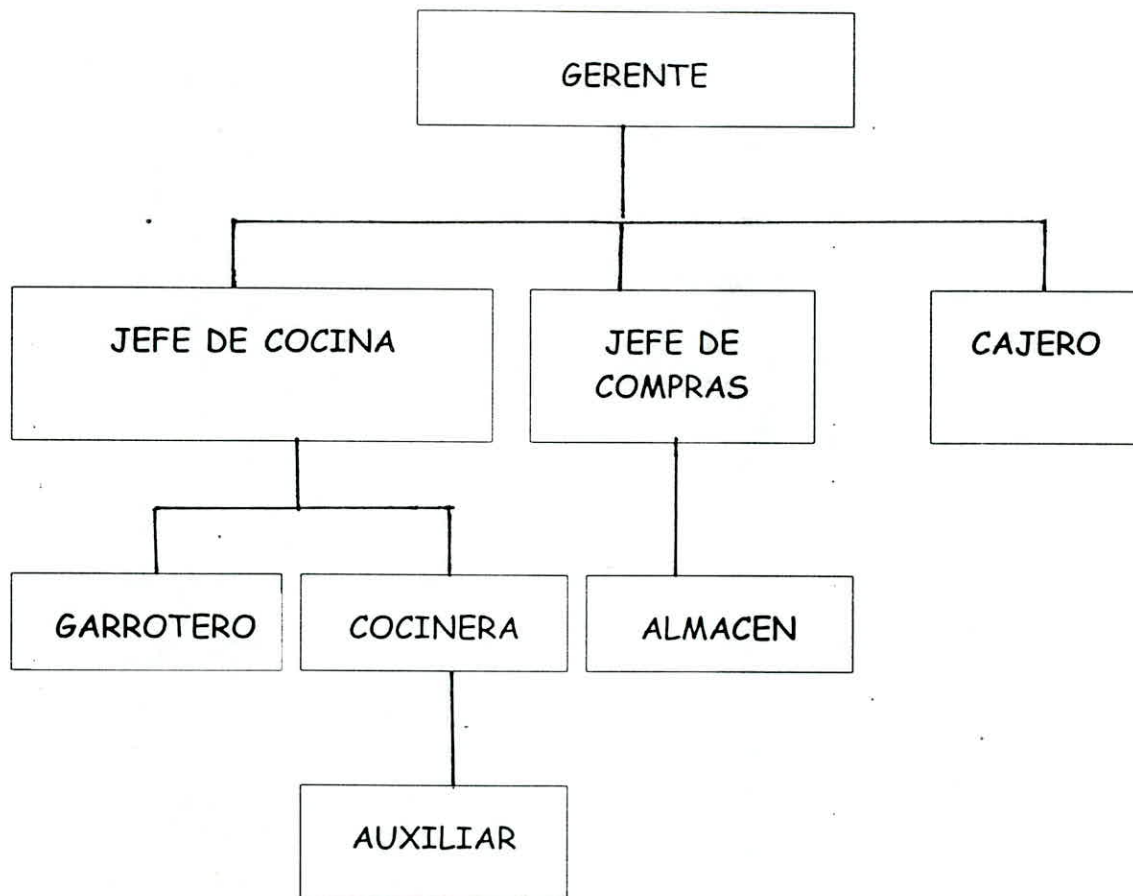 GERENTE
JEFE DE COCINA
JEFE DE
COMPRAS
CAJERO
GARROTERO
COCINERA
ALMACEN
AUXILIAR